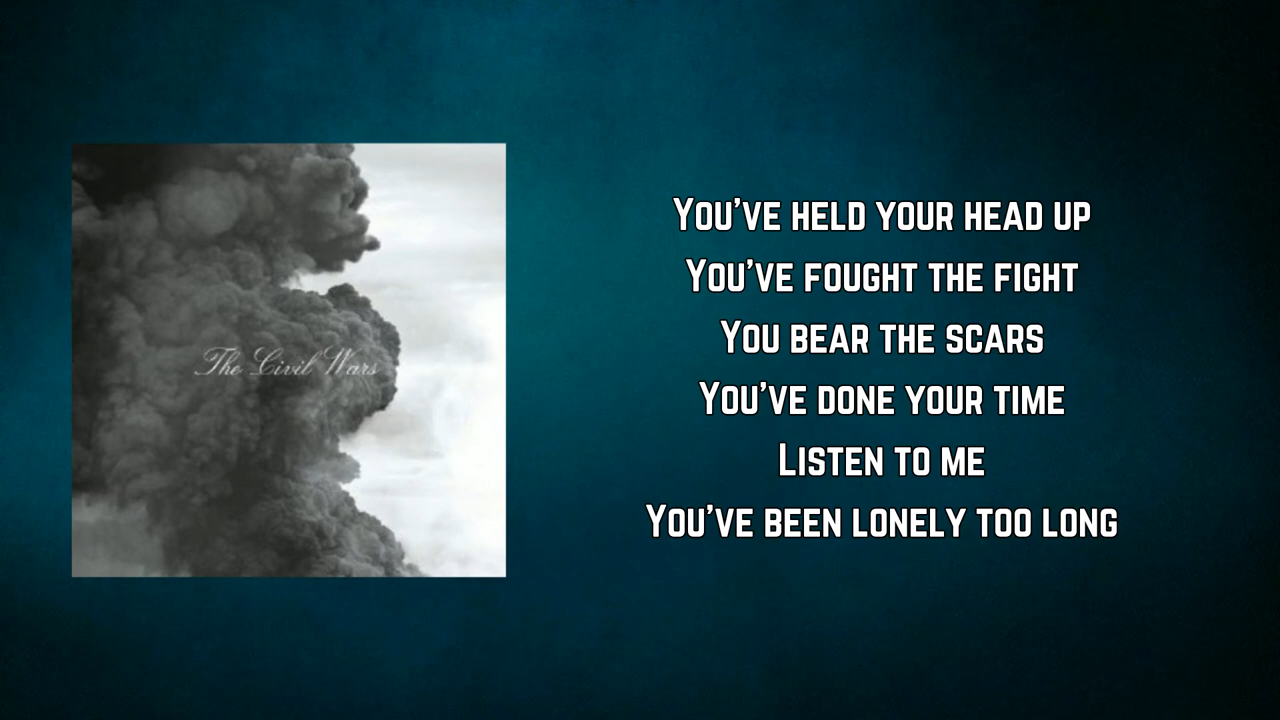 The Civil Wars
You've held your head up
You've fought the fight
You bear the scars
You've done your time
Listen to me
You've been lonely too long